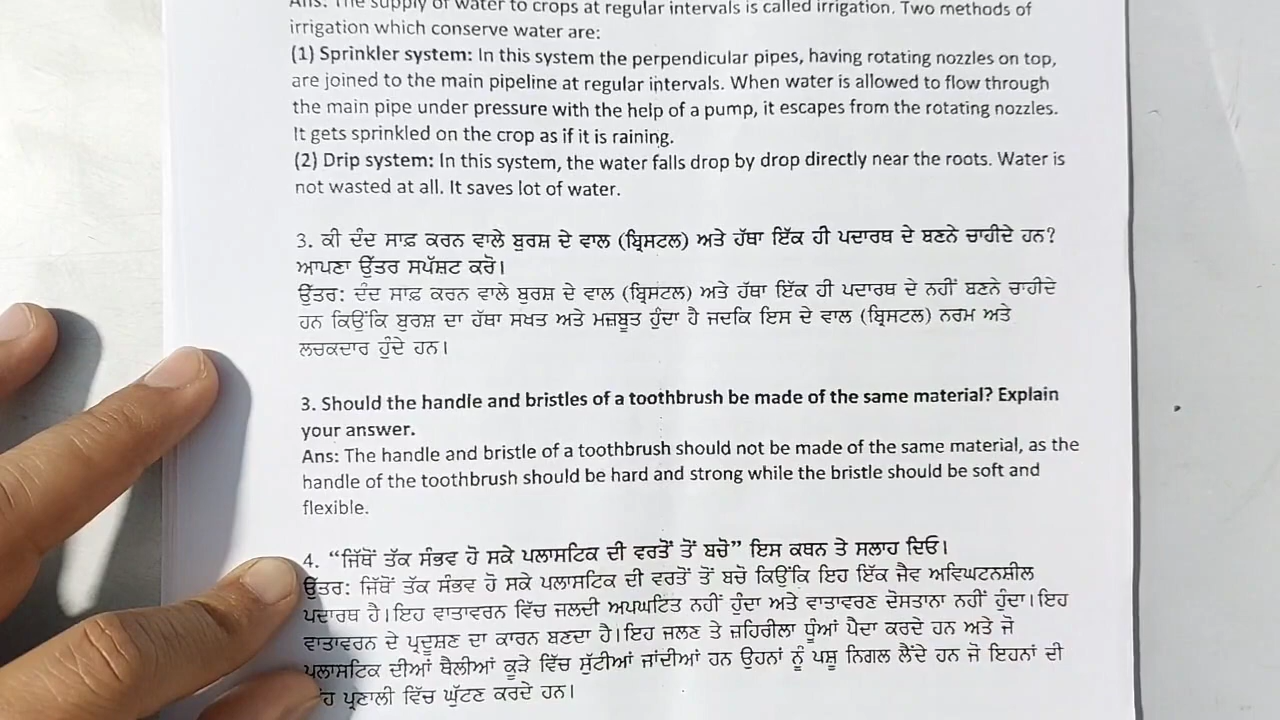 Ans: The supply of water to crops at regular intervals is called irrigation. Two methods of
irrigation which conserve water are:
(1) Sprinkler system: In this system the perpendicular pipes, having rotating nozzles on top,
are joined to the main pipeline at regular intervals. When water is allowed to flow through
the main pipe under pressure with the help of a pump, it escapes from the rotating nozzles.
It gets sprinkled on the crop as if it is raining.
(2) Drip system: In this system, the water falls drop by drop directly near the roots. Water is
not wasted at all. It saves lot of water.
3. ਕੀ ਦੰਦ ਸਾਫ਼ ਕਰਨ ਵਾਲੇ ਬੁਰਸ਼ ਦੇ ਵਾਲ (ਬ੍ਰਿਸਟਲ) ਅਤੇ ਹੱਥਾ ਇੱਕ ਹੀ ਪਦਾਰਥ ਦੇ ਬਣਨੇ ਚਾਹੀਦੇ ਹਨ?
ਆਪਣਾ ਉੱਤਰ ਸਪੱਸ਼ਟ ਕਰੋ।
ਉੱਤਰ: ਦੰਦ ਸਾਫ਼ ਕਰਨ ਵਾਲੇ ਬੁਰਸ਼ ਦੇ ਵਾਲ (ਬ੍ਰਿਸਟਲ) ਅਤੇ ਹੱਥਾ ਇੱਕ ਹੀ ਪਦਾਰਥ ਦੇ ਨਹੀਂ ਬਣਨੇ ਚਾਹੀਦੇ
ਹਨ ਕਿਉਂਕਿ ਬੁਰਸ਼ ਦਾ ਹੱਥਾ ਸਖਤ ਅਤੇ ਮਜ਼ਬੂਤ ਹੁੰਦਾ ਹੈ ਜਦਕਿ ਇਸ ਦੇ ਵਾਲ (ਬ੍ਰਿਸਟਲ) ਨਰਮ ਅਤੇ
ਲਚਕਦਾਰ ਹੁੰਦੇ ਹਨ।
3. Should the handle and bristles of a toothbrush be made of the same material? Explain
your answer.
Ans: The handle and bristle of a toothbrush should not be made of the same material, as the
handle of the toothbrush should be hard and strong while the bristle should be soft and
flexible.
4. “ਜਿੱਥੋਂ ਤੱਕ ਸੰਭਵ ਹੋ ਸਕੇ ਪਲਾਸਟਿਕ ਦੀ ਵਰਤੋਂ ਤੋਂ ਬਚੋ” ਇਸ ਕਥਨ ਤੇ ਸਲਾਹ ਦਿਓ।
ਉੱਤਰ: ਜਿੱਥੋਂ ਤੱਕ ਸੰਭਵ ਹੋ ਸਕੇ ਪਲਾਸਟਿਕ ਦੀ ਵਰਤੋਂ ਤੋਂ ਬਚੋ ਕਿਉਂਕਿ ਇਹ ਇੱਕ ਜੈਵ ਅਵਿਘਟਨਸ਼ੀਲ
ਪਦਾਰਥ ਹੈ।ਇਹ ਵਾਤਾਵਰਨ ਵਿੱਚ ਜਲਦੀ ਅਪਘਟਿਤ ਨਹੀਂ ਹੁੰਦਾ ਅਤੇ ਵਾਤਾਵਰਣ ਦੋਸਤਾਨਾ ਨਹੀਂ ਹੁੰਦਾ।ਇਹ
ਵਾਤਾਵਰਨ ਦੇ ਪ੍ਰਦੂਸ਼ਣ ਦਾ ਕਾਰਨ ਬਣਦਾ ਹੈ।ਇਹ ਜਲਣ ਤੇ ਜ਼ਹਿਰੀਲਾ ਧੂੰਆਂ ਪੈਦਾ ਕਰਦੇ ਹਨ ਅਤੇ ਜੋ
ਪਲਾਸਟਿਕ ਦੀਆਂ ਥੈਲੀਆਂ ਕੂੜੇ ਵਿੱਚ ਸੁੱਟੀਆਂ ਜਾਂਦੀਆਂ ਹਨ ਉਹਨਾਂ ਨੂੰ ਪਸ਼ੂ ਨਿਗਲ ਲੈਂਦੇ ਹਨ ਜੋ ਇਹਨਾਂ ਦੀ
ਪ੍ਰਣਾਲੀ ਵਿੱਚ ਘੁੱਟਣ ਕਰਦੇ ਹਨ।